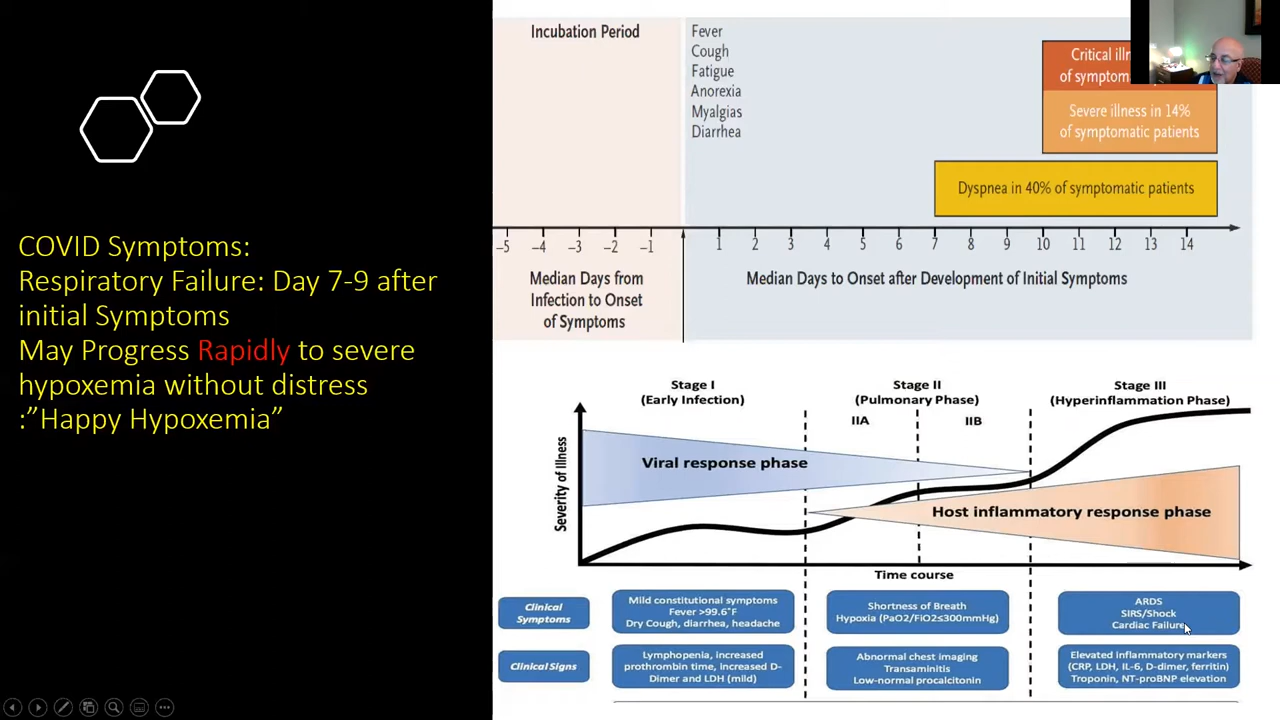 COVID Symptoms:
Respiratory Failure: Day 7-9 after
initial Symptoms
May Progress Rapidly to severe
hypoxemia without distress
:”Happy Hypoxemia”
Incubation Period
Fever
Cough
Fatigue
Anorexia
Myalgias
Diarrhea
Critical
of
Severe illness in 14%
of symptomatic patients
Dyspnea in 40% of symptomatic patients
−5 −4 −3 −2 −1 1 2 3 4 5 6 7 8 9 10 11 12 13 14
Median Days from
Infection to Onset
of Symptoms
Median Days to Onset after Development of Initial Symptoms
Stage I
(Early Infection)
Stage II
(Pulmonary Phase)
IIA IIB
Stage III
(Hyperinflammation Phase)
Severity of Illness
Viral response phase
Host inflammatory response phase
Time course
Clinical
Symptoms
Mild constitutional symptoms
Fever >99.6°F
Dry Cough, diarrhea, headache
Shortness of Breath
Hypoxia (PaO2/FiO2≤300mmHg)
ARDS
SIRS/Shock
Cardiac Failure
Clinical Signs
Lymphopenia, increased
prothrombin time, increased D-
Dimer and LDH (mild)
Abnormal chest imaging
Transaminitis
Low-normal procalcitonin
Elevated inflammatory markers
(CRP, LDH, IL-6, D-dimer, ferritin)
Troponin, NT-proBNP elevation